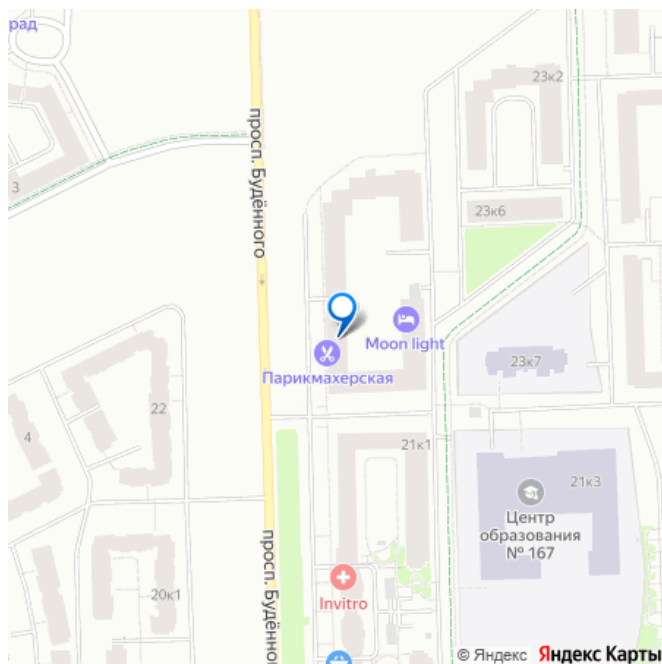 рад
23к2
просп. Будённого
3
23к6
Moon light
Парикмахерская
23к7
22
4
21к1
21к3
Центр
образования
№ 167
просп. Будённого
Invitro
20к1
© Яндекс Яндекс Карты